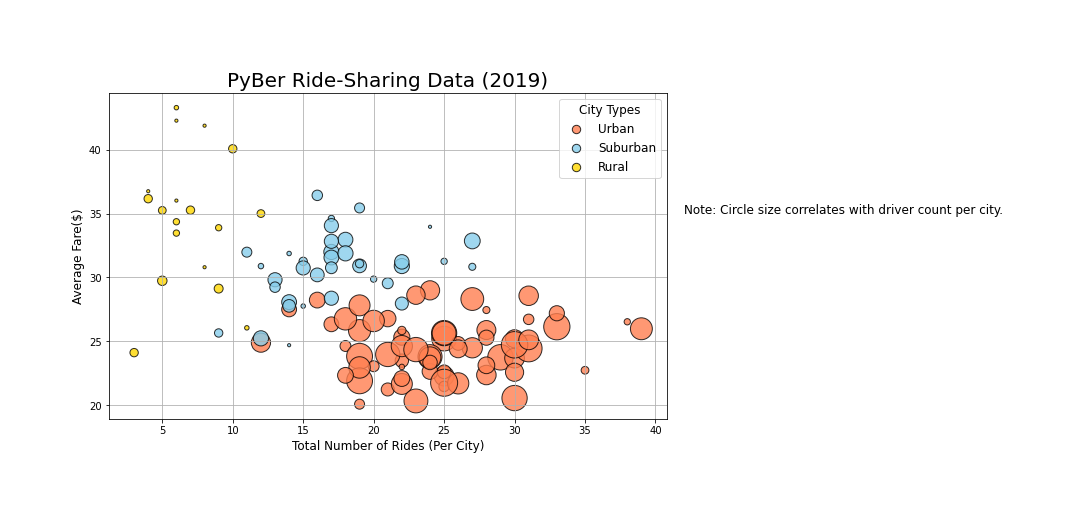 PyBer Ride-Sharing Data (2019)
City Types
Urban
Suburban
Rural
40
35
30
25
20
Average Fare($)
Note: Circle size correlates with driver count per city.
5 10 15 20 25 30 35 40
Total Number of Rides (Per City)